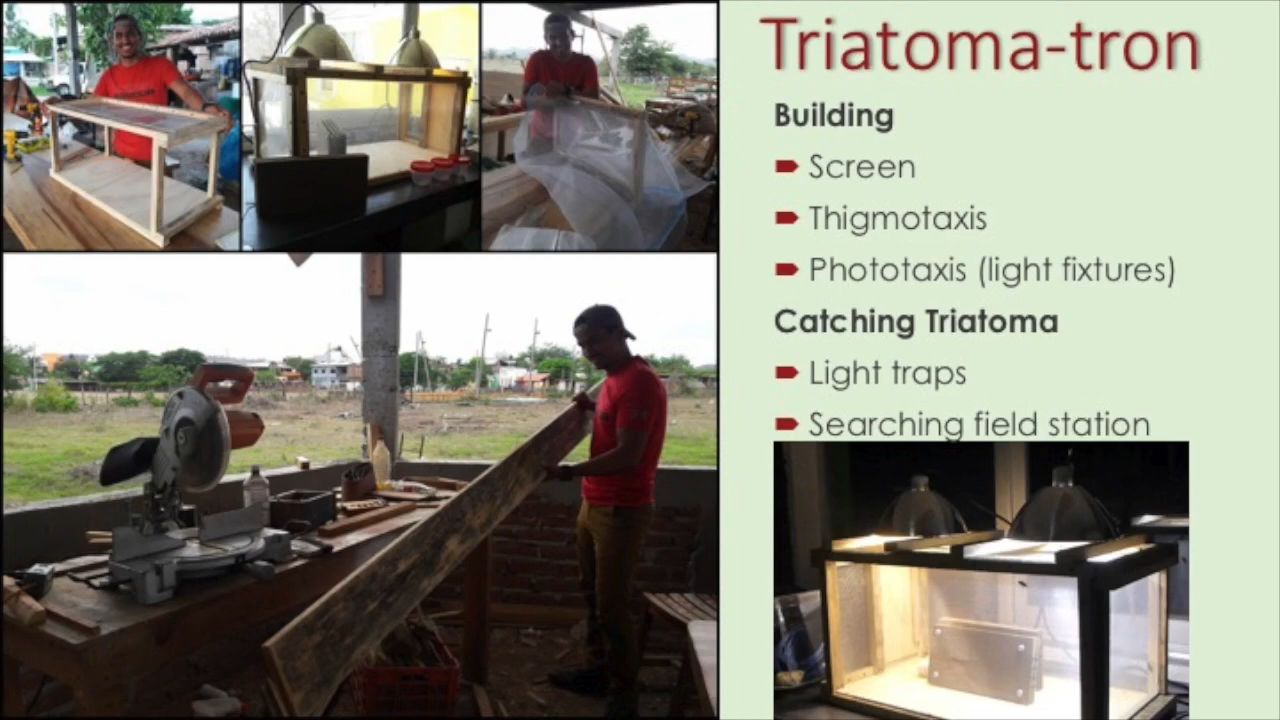 Triatoma-tron
Building
Screen
Thigmotaxis
Phototaxis (light fixtures)
Catching Triatoma
Light traps
Searching field station